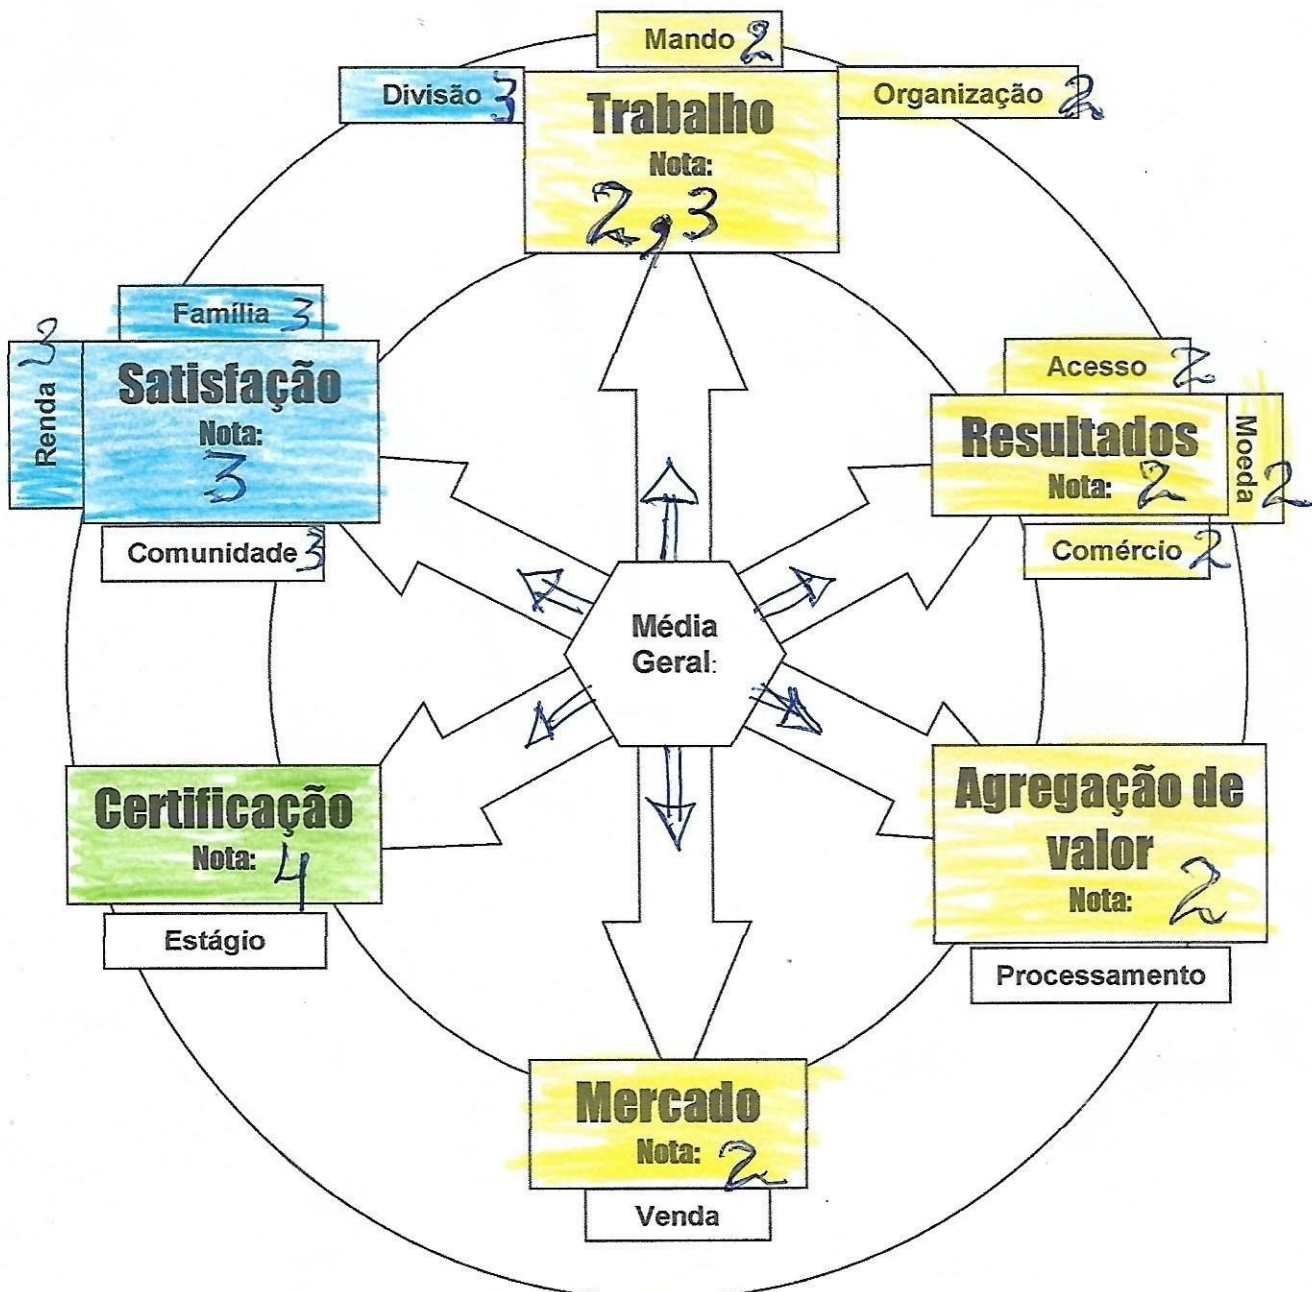 Mando 2
Divisão 3
Organização 2
Trabalho
Nota:
2,3
Família 3
Renda 3
Satisfação
Nota:
3
Comunidade 3
Acesso 2
Resultados
Nota: 2
Moeda 2
Comércio 2
Média
Geral:
Certificação
Nota: 4
Estágio
Agregação de
valor
Nota: 2
Processamento
Mercado
Nota: 2
Venda